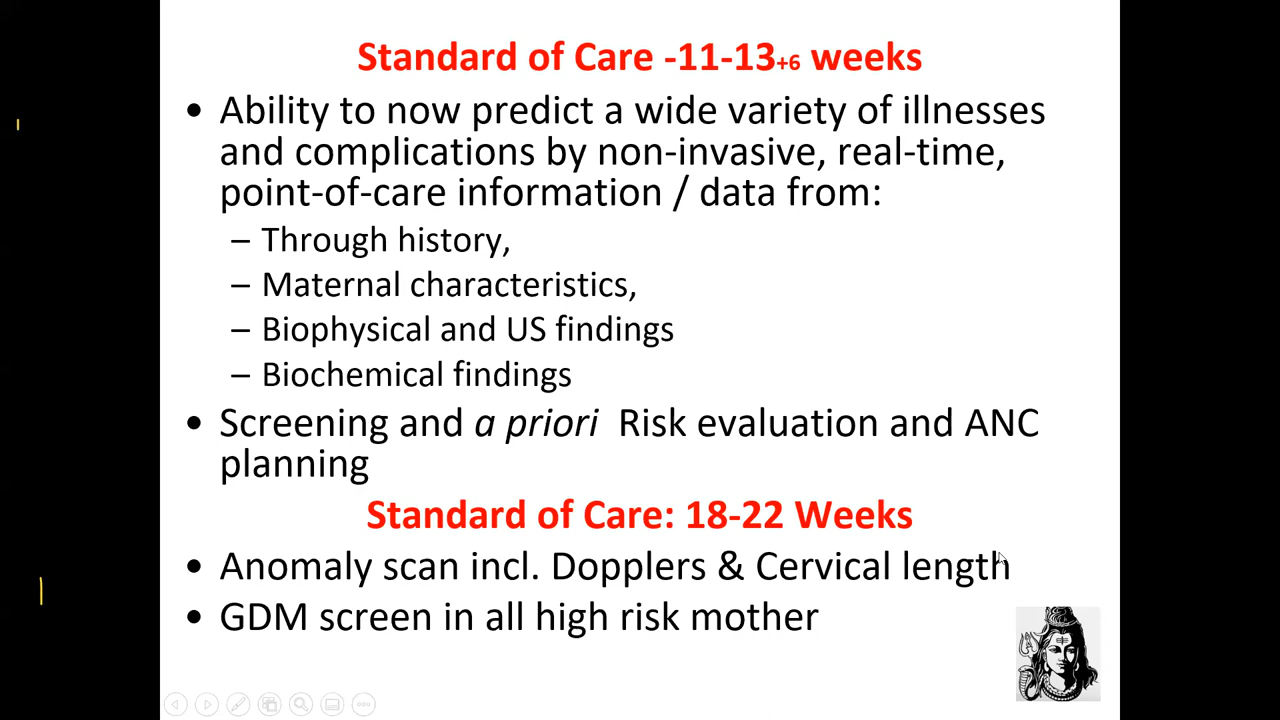 Standard of Care -11-13+6 weeks
• Ability to now predict a wide variety of illnesses
and complications by non-invasive, real-time,
point-of-care information / data from:
– Through history,
– Maternal characteristics,
– Biophysical and US findings
– Biochemical findings
• Screening and a priori Risk evaluation and ANC
planning
Standard of Care: 18-22 Weeks
• Anomaly scan incl. Dopplers & Cervical length
• GDM screen in all high risk mother